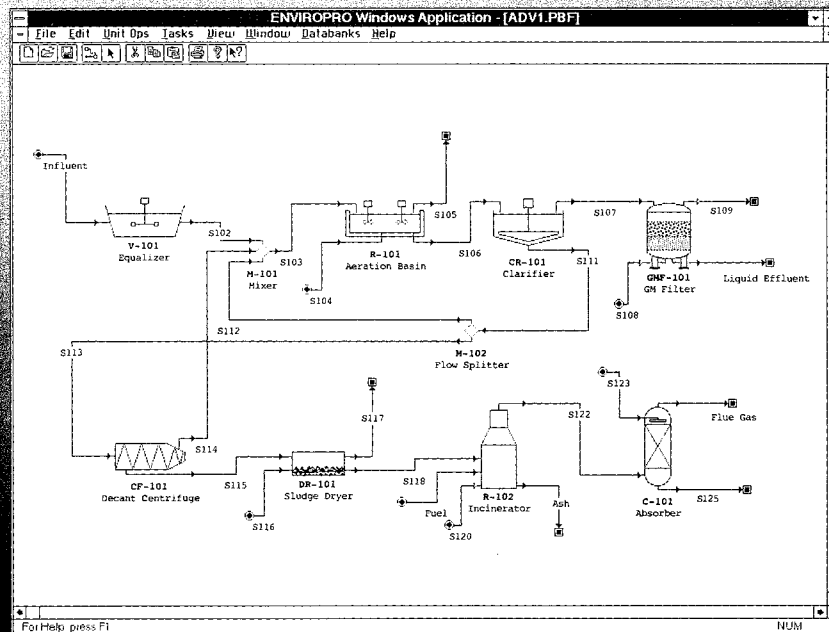 ENVIROPRO Windows Application - [ADV1.PBF]
File Edit Unit Ops Tasks View Window Databanks Help
Influent
S102
V-101
Equalizer
M-101
Mixer
S103
S104
R-101
Aeration Basin
S105
S106
CR-101
Clarifier
S107
S111
S108
GMF-101
GM Filter
S109
Liquid Effluent
S112
M-102
Flow Splitter
S113
S114
CF-101
Decant Centrifuge
S115
S116
DR-101
Sludge Dryer
S117
S118
Fuel
S120
R-102
Incinerator
Ash
S122
S123
C-101
Absorber
Flue Gas
S125
For Help, press F1
NUM